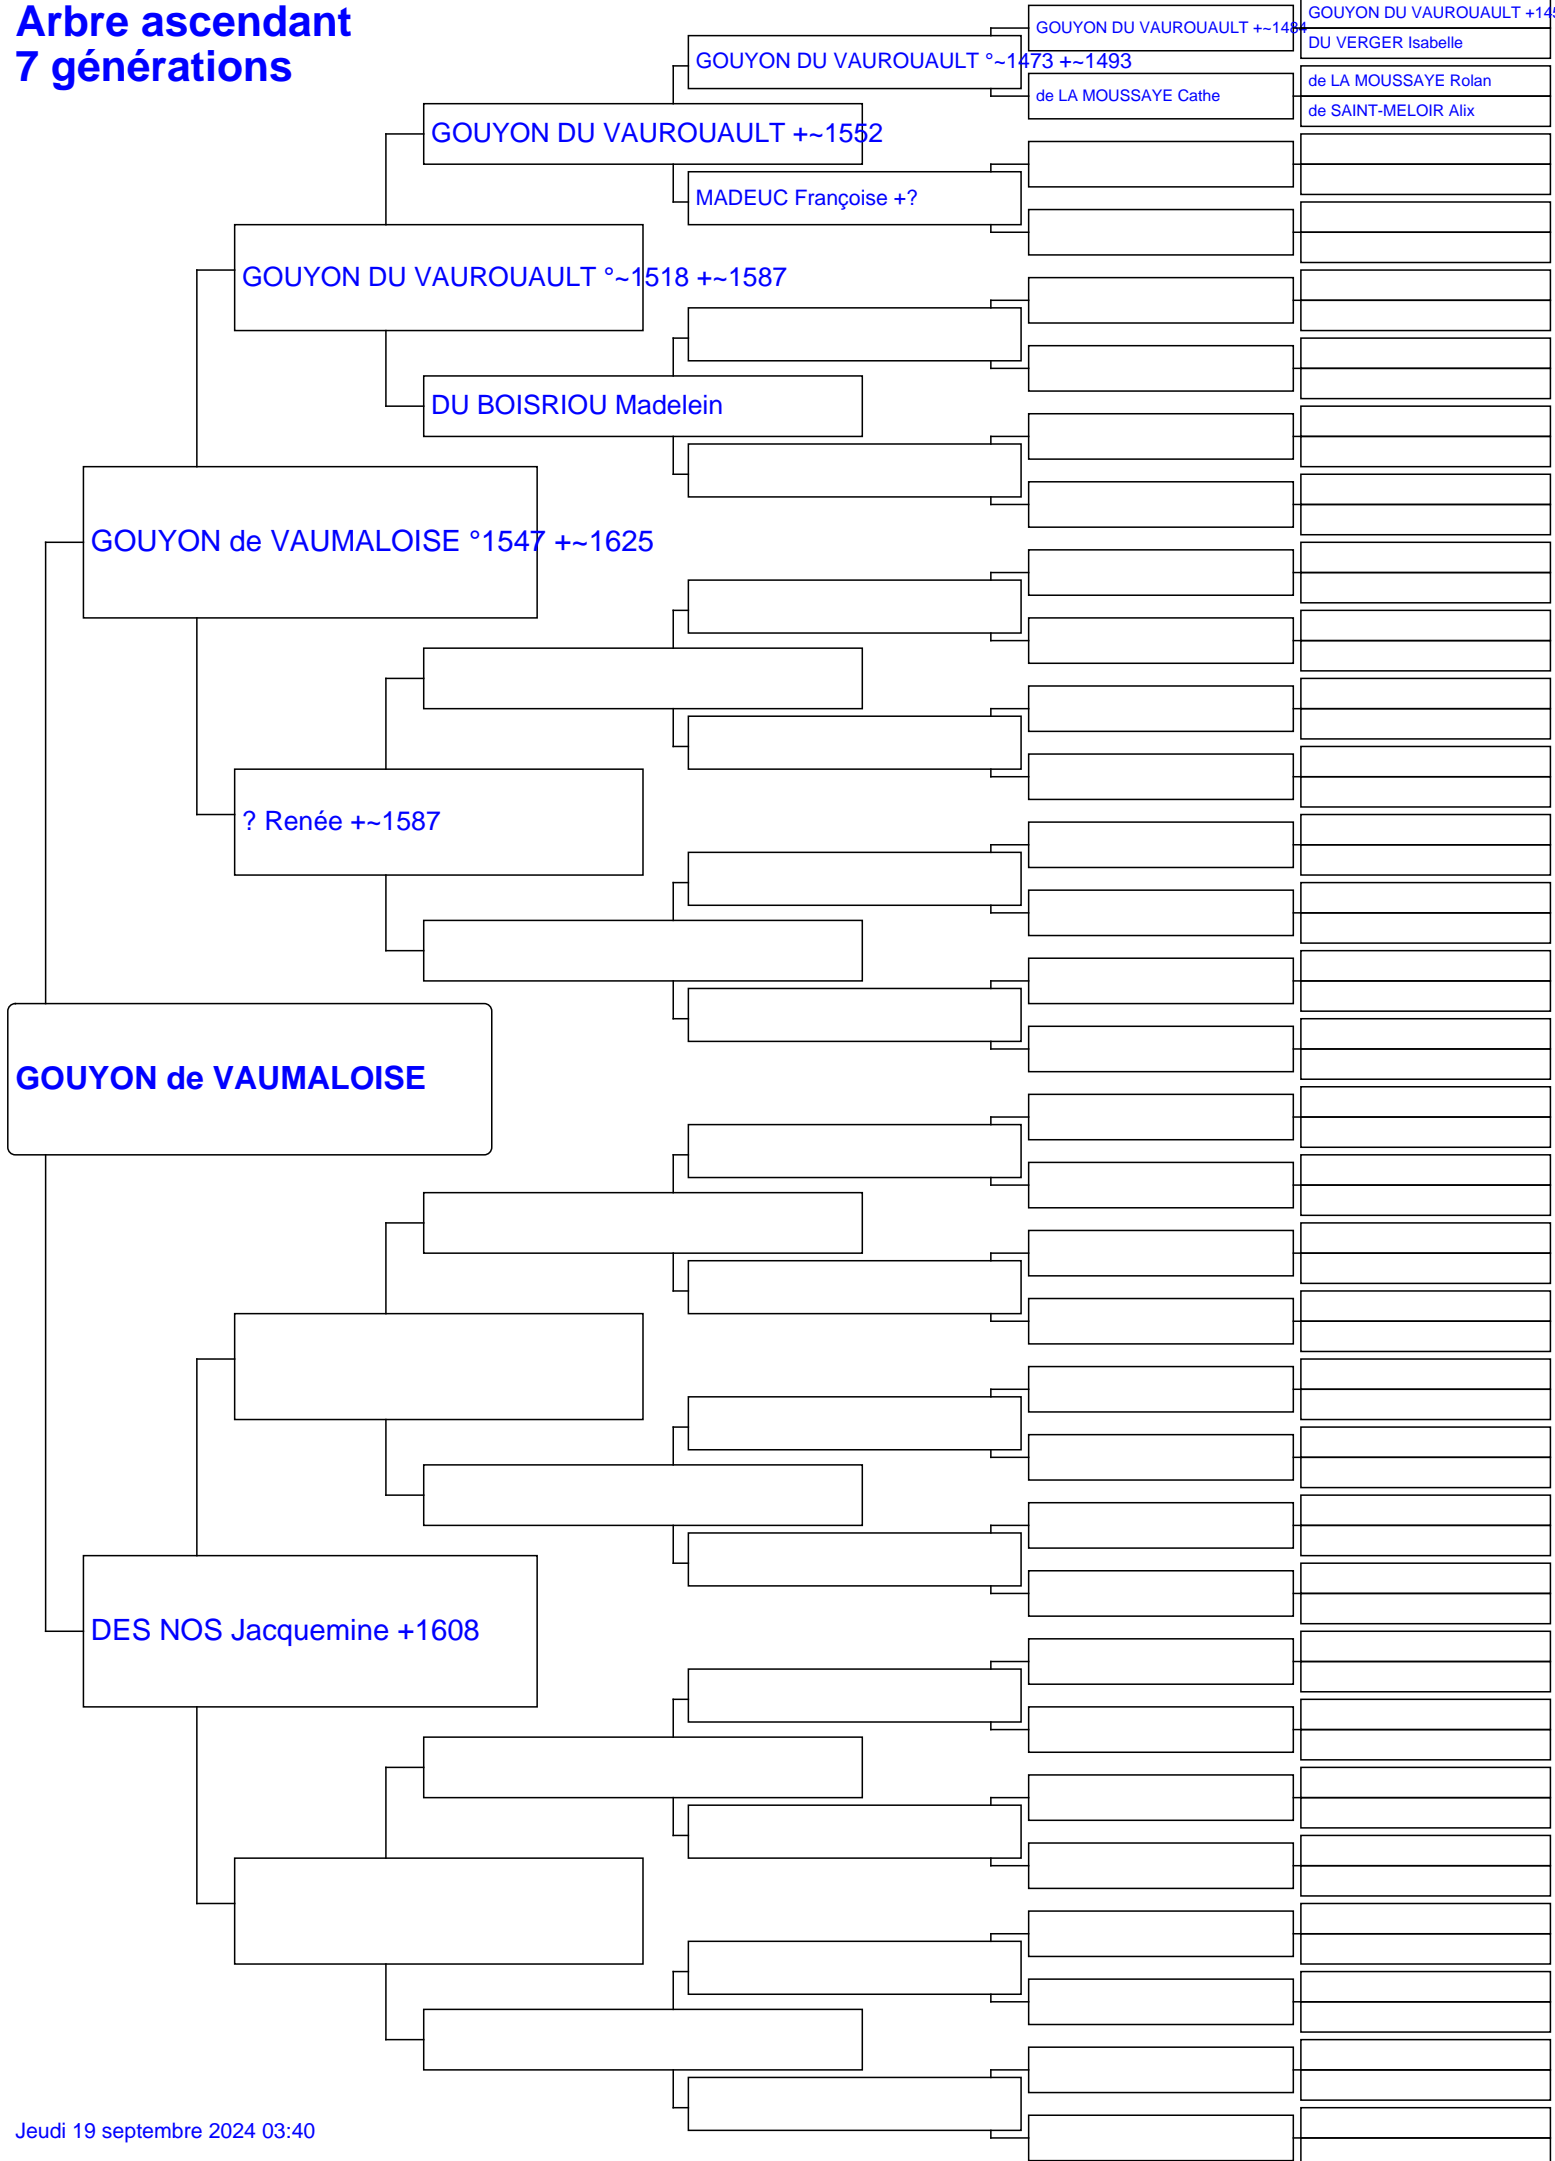 Arbre ascendant
7 générations
GOUYON DU VAUROUAULT +145
DU VERGER Isabelle
GOUYON DU VAUROUAULT +~1484
GOUYON DU VAUROUAULT °~1473 +~1493
de LA MOUSSAYE Rolan
de LA MOUSSAYE Cathe
de SAINT-MELOIR Alix
GOUYON DU VAUROUAULT +~1552
MADEUC Françoise +?
GOUYON DU VAUROUAULT °~1518 +~1587
DU BOISRIOU Madelein
GOUYON de VAUMALOISE °1547 +~1625
? Renée +~1587
GOUYON de VAUMALOISE
DES NOS Jacquemine +1608
Jeudi 19 septembre 2024 03:40